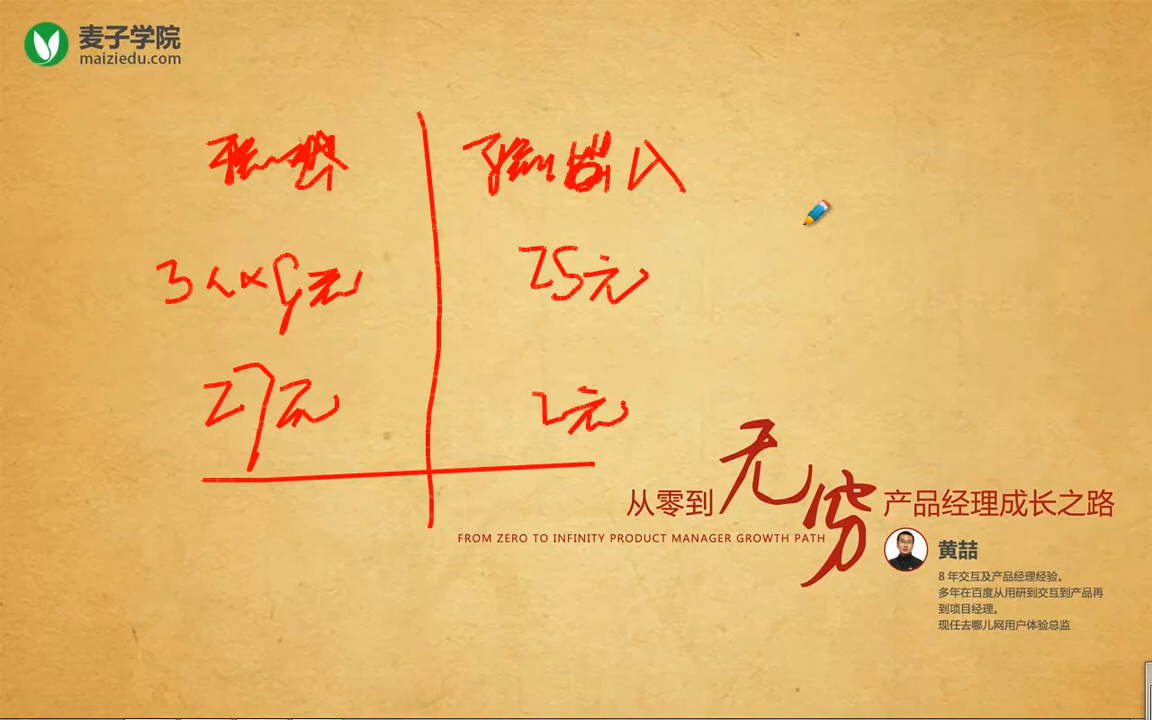 麦子学院
maiziedu.com
3人×9元
25元
27元
2元
从零到无穷产品经理成长之路
FROM ZERO TO INFINITY PRODUCT MANAGER GROWTH PATH
黄喆
8年交互及产品经理经验。
多年在百度从用研到交互到产品再
到项目经理。
现任去哪儿网用户体验总监